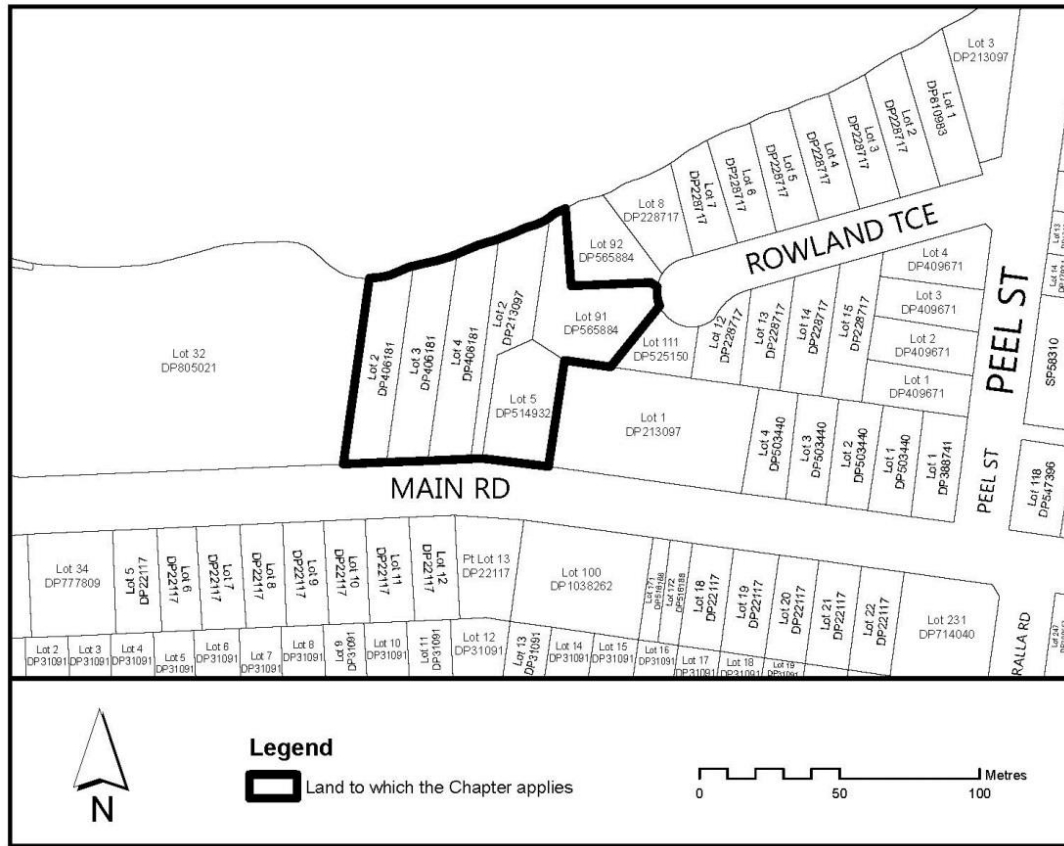 Lot 3
DP213097
Lot 1
DP810983
Lot 2
DP228717
Lot 3
DP228717
Lot 4
DP228717
Lot 5
DP228717
Lot 6
DP228717
Lot 7
DP228717
Lot 8
DP228717
Lot 92
DP565884
ROWLAND TCE
Lot 4
DP409671
Lot 3
DP409671
Lot 2
DP409671
Lot 1
DP409671
PEEL ST
SP58310
Lot 32
DP805021
Lot 2
DP406181
Lot 3
DP406181
Lot 4
DP406181
Lot 2
DP213097
Lot 91
DP565884
Lot 5
DP514932
Lot 111
DP525150
Lot 12
DP228717
Lot 13
DP228717
Lot 14
DP228717
Lot 15
DP228717
Lot 1
DP213097
Lot 4
DP503440
Lot 3
DP503440
Lot 2
DP503440
Lot 1
DP503440
Lot 1
DP388741
PEEL ST
Lot 118
DP547396
MAIN RD
Lot 34
DP777809
Lot 5
DP22117
Lot 6
DP22117
Lot 7
DP22117
Lot 8
DP22117
Lot 9
DP22117
Lot 10
DP22117
Lot 11
DP22117
Lot 12
DP22117
Pt Lot 13
DP22117
Lot 100
DP1038262
Lot 171
Lot 172
Lot 18
DP22117
Lot 19
DP22117
Lot 20
DP22117
Lot 21
DP22117
Lot 22
DP22117
Lot 231
DP714040
RALLA RD
Lot 2
DP31091
Lot 3
DP31091
Lot 4
DP31091
Lot 5
DP31091
Lot 6
DP31091
Lot 7
DP31091
Lot 8
DP31091
Lot 9
DP31091
Lot 10
DP31091
Lot 11
DP31091
Lot 12
DP31091
Lot 13
DP31091
Lot 14
DP31091
Lot 15
DP31091
Lot 16
DP31091
Lot 17
DP31091
Lot 18
DP31091
Lot 19
DP31091
N
Legend
Land to which the Chapter applies
Metres
0 50 100